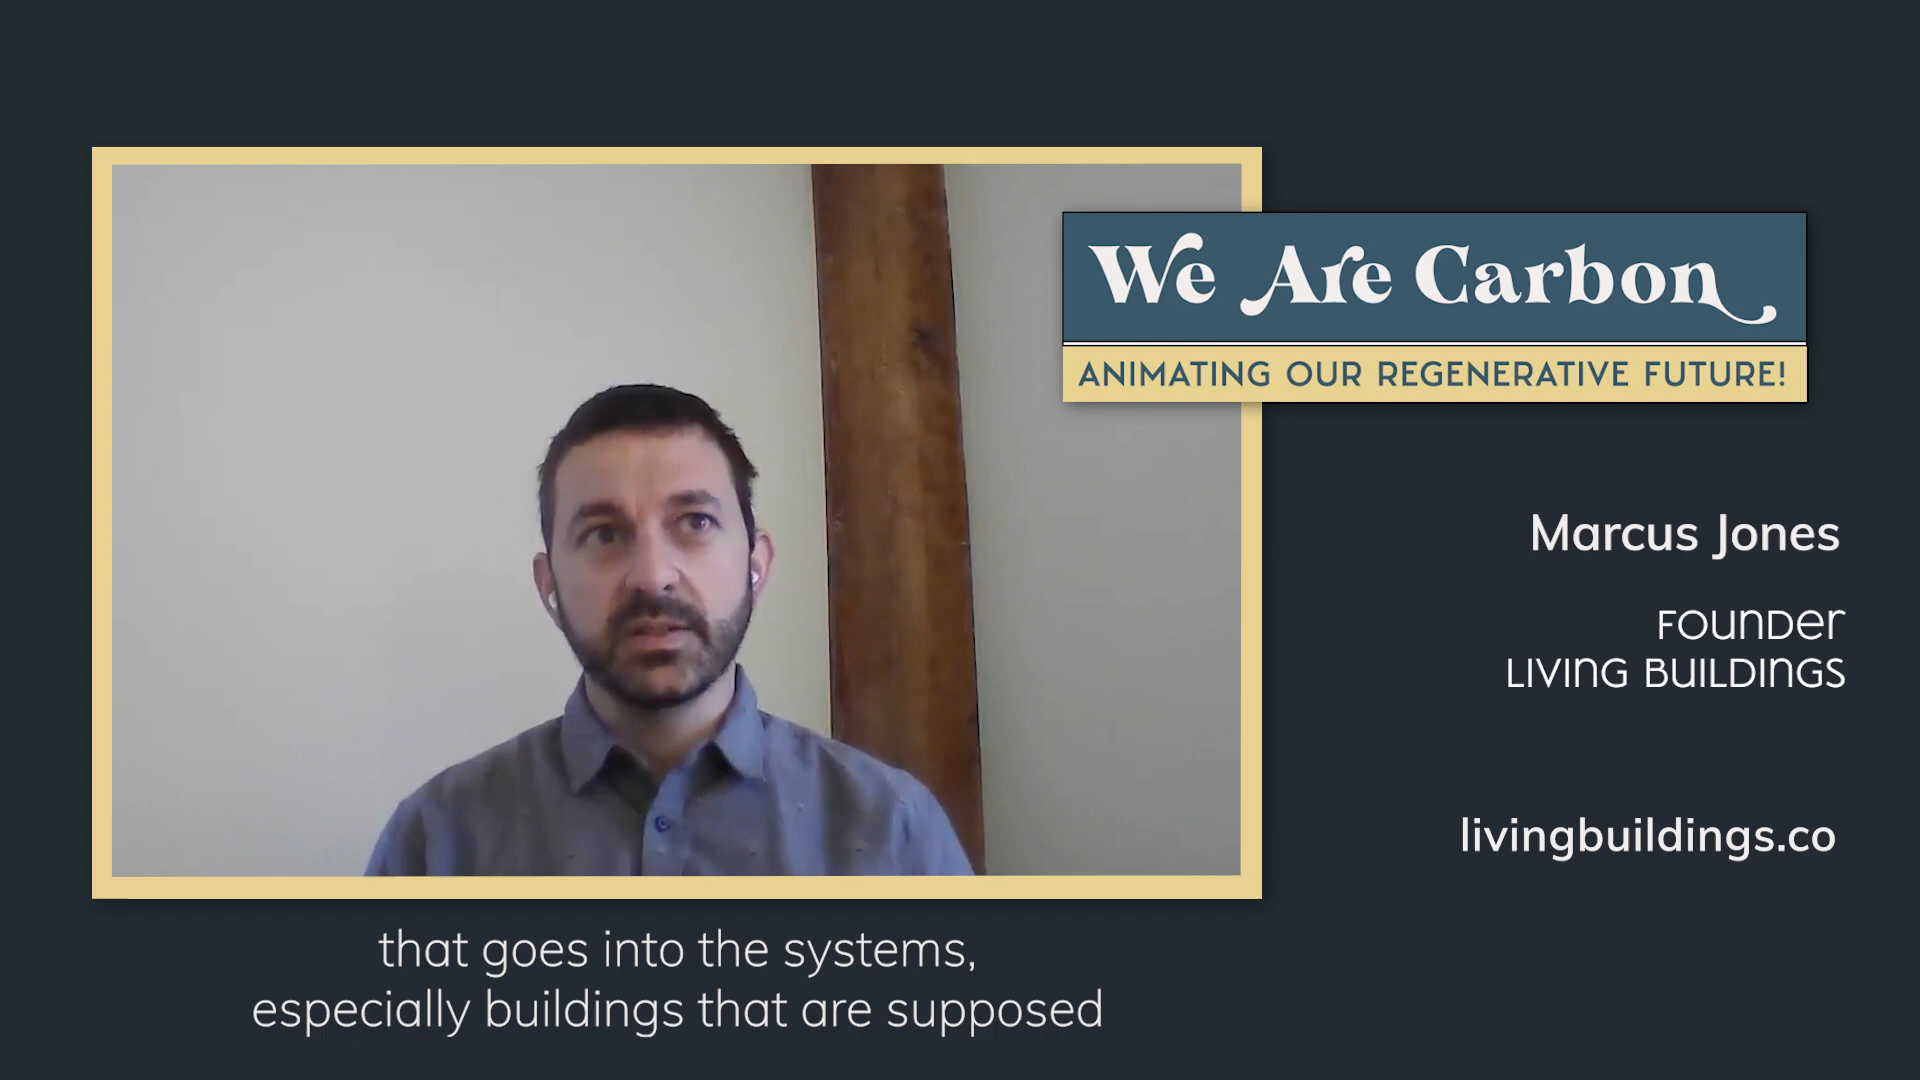 We Are Carbon
ANIMATING OUR REGENERATIVE FUTURE!
Marcus Jones
FOUNDER
LIVING BUILDINGS
livingbuildings.co
that goes into the systems,
especially buildings that are supposed